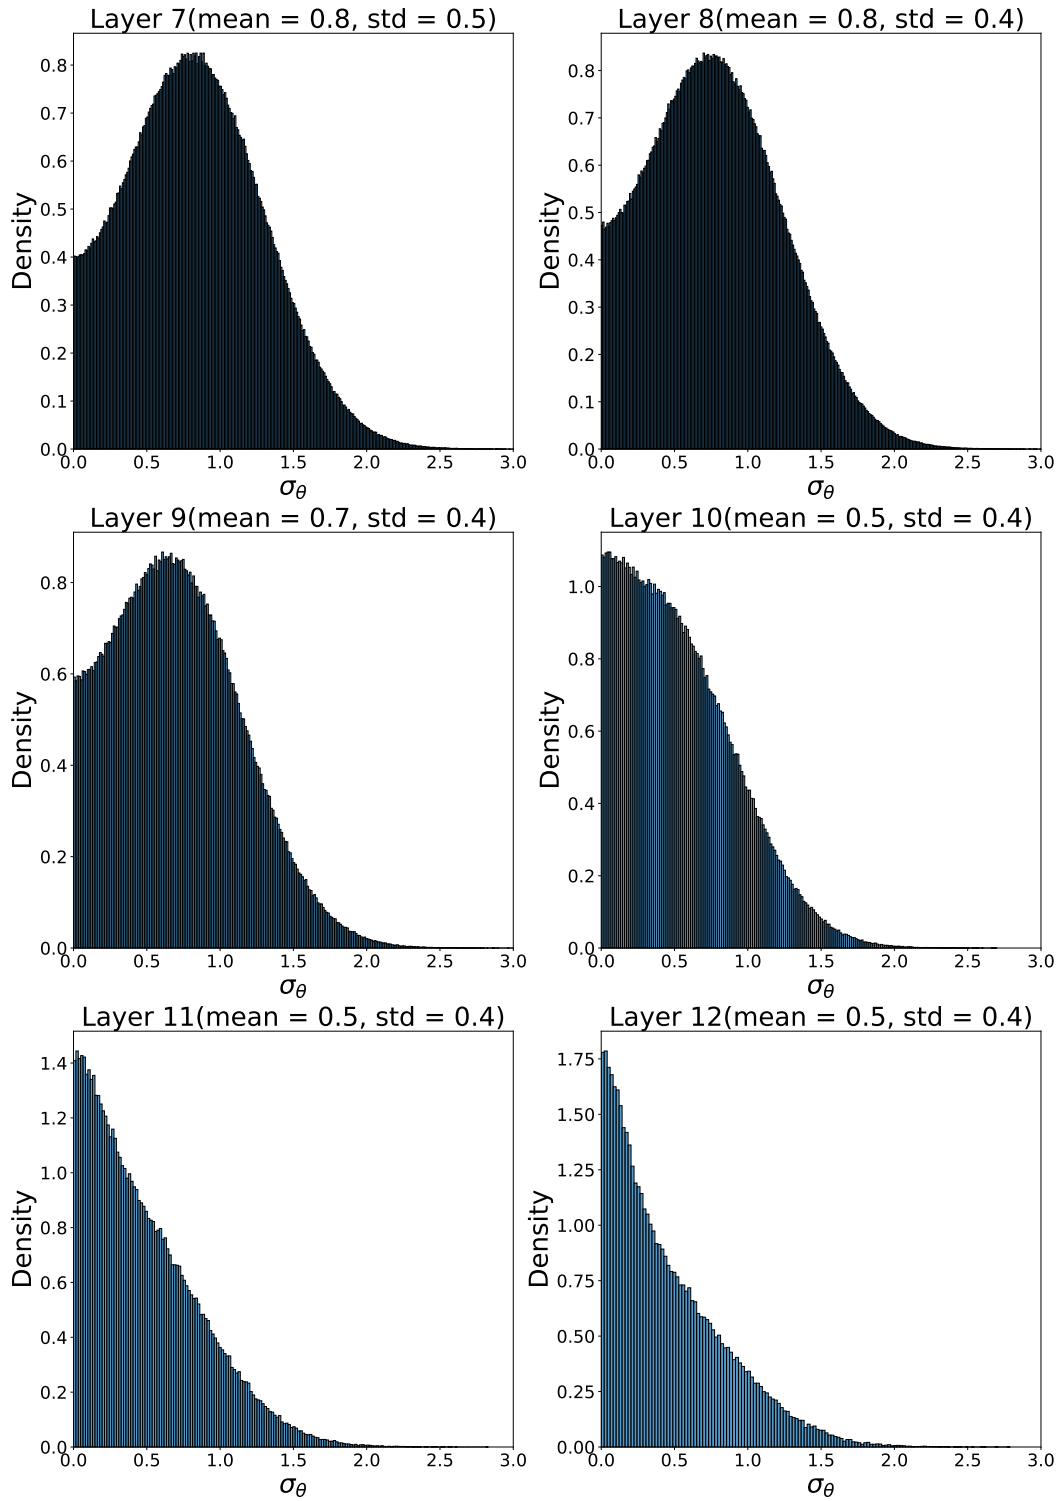 Layer 7(mean = 0.8, std = 0.5)
Density
0.8
0.7
0.6
0.5
0.4
0.3
0.2
0.1
0.0
0.0 0.5 1.0 1.5 2.0 2.5 3.0
σθ
Layer 8(mean = 0.8, std = 0.4)
Density
0.8
0.7
0.6
0.5
0.4
0.3
0.2
0.1
0.0
0.0 0.5 1.0 1.5 2.0 2.5 3.0
σθ
Layer 9(mean = 0.7, std = 0.4)
Density
0.8
0.6
0.4
0.2
0.0
0.0 0.5 1.0 1.5 2.0 2.5 3.0
σθ
Layer 10(mean = 0.5, std = 0.4)
Density
1.0
0.8
0.6
0.4
0.2
0.0
0.0 0.5 1.0 1.5 2.0 2.5 3.0
σθ
Layer 11(mean = 0.5, std = 0.4)
Density
1.4
1.2
1.0
0.8
0.6
0.4
0.2
0.0
0.0 0.5 1.0 1.5 2.0 2.5 3.0
σθ
Layer 12(mean = 0.5, std = 0.4)
Density
1.75
1.50
1.25
1.00
0.75
0.50
0.25
0.00
0.0 0.5 1.0 1.5 2.0 2.5 3.0
σθ